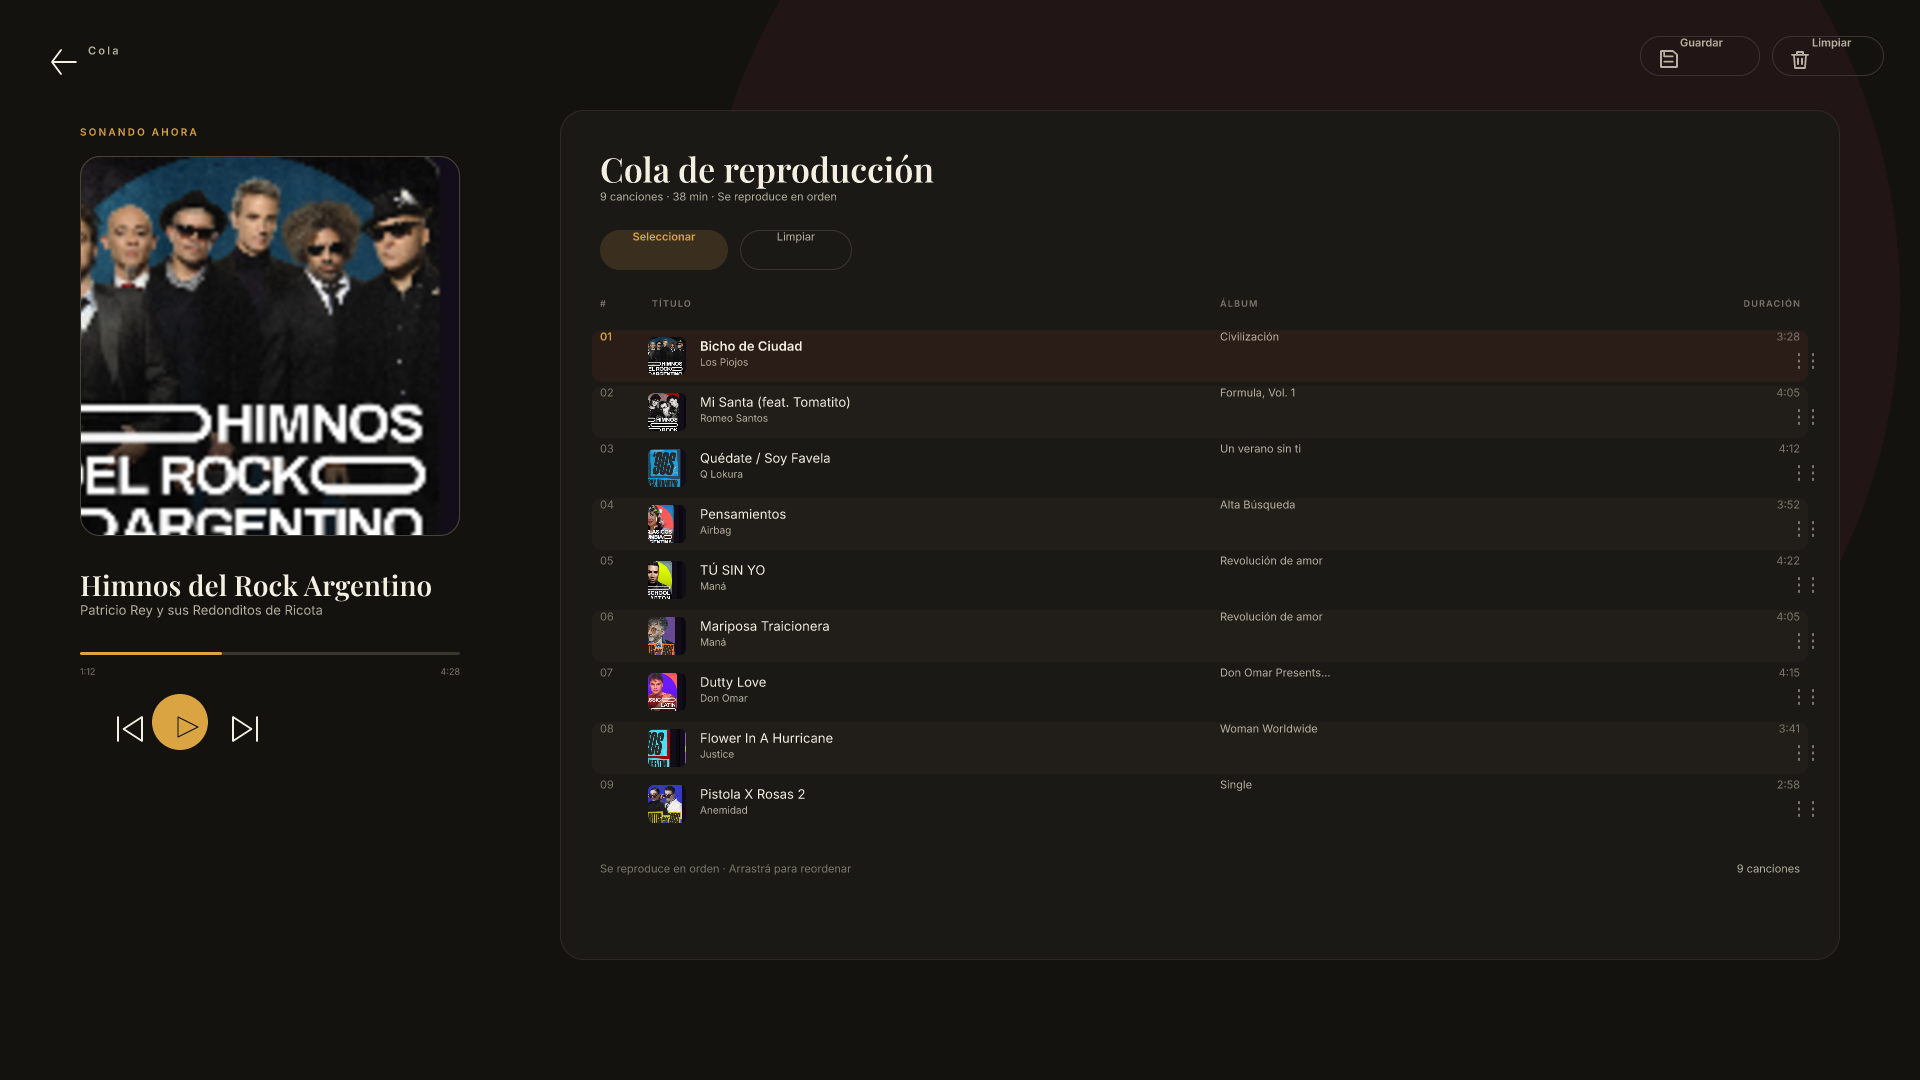 Cola
Guardar
Limpiar
SONANDO AHORA
HIMNOS
DEL ROCK
ARGENTINO
Himnos del Rock Argentino
Patricio Rey y sus Redonditos de Ricota
1:12
4:28
Cola de reproducción
9 canciones · 38 min · Se reproduce en orden
Seleccionar
Limpiar
# TÍTULO ÁLBUM DURACIÓN
01 Bicho de Ciudad Civilización 3:28
Los Piojos
02 Mi Santa (feat. Tomatito) Formula, Vol. 1 4:05
Romeo Santos
03 Quédate / Soy Favela Un verano sin ti 4:12
Q Lokura
04 Pensamientos Alta Búsqueda 3:52
Airbag
05 TÚ SIN YO Revolución de amor 4:22
Maná
06 Mariposa Traicionera Revolución de amor 4:05
Maná
07 Dutty Love Don Omar Presents... 4:15
Don Omar
08 Flower In A Hurricane Woman Worldwide 3:41
Justice
09 Pistola X Rosas 2 Single 2:58
Anemidad
Se reproduce en orden · Arrastrá para reordenar
9 canciones